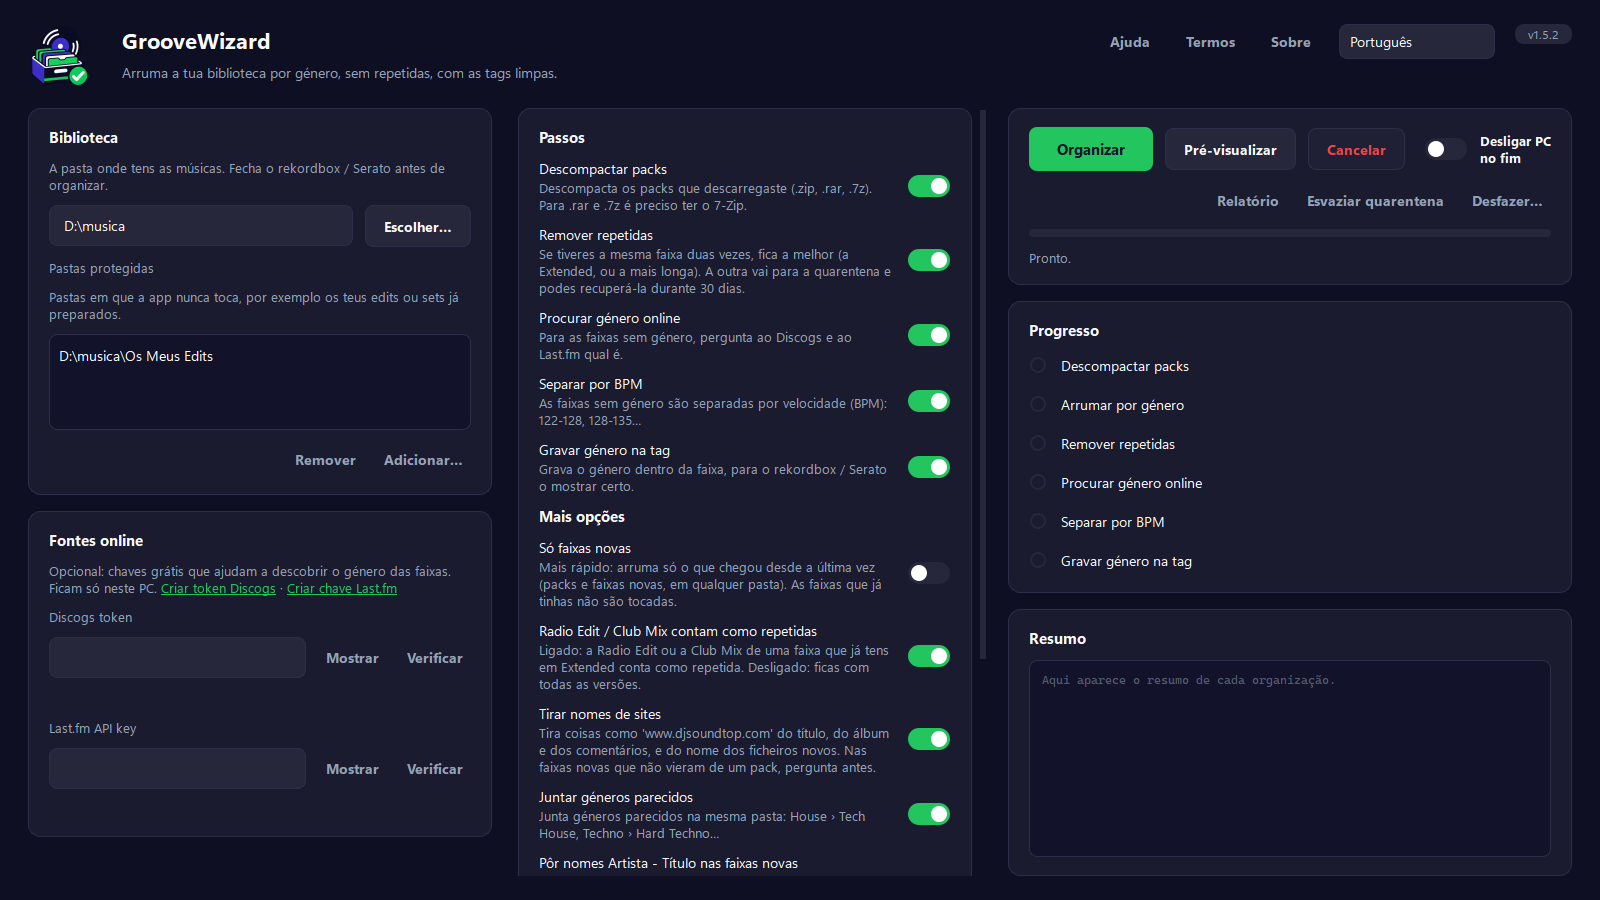 GrooveWizard
Arruma a tua biblioteca por género, sem repetidas, com as tags limpas.
Ajuda
Termos
Sobre
Português
v1.5.2
Biblioteca
A pasta onde tens as músicas. Fecha o rekordbox / Serato antes de
organizar.
D:\musica
Escolher...
Pastas protegidas
Pastas em que a app nunca toca, por exemplo os teus edits ou sets já
preparados.
D:\musica\Os Meus Edits
Remover
Adicionar...
Fontes online
Opcional: chaves grátis que ajudam a descobrir o género das faixas.
Ficam só neste PC. Criar token Discogs · Criar chave Last.fm
Discogs token
Mostrar
Verificar
Last.fm API key
Mostrar
Verificar
Passos
Descompactar packs
Descompacta os packs que descarregaste (.zip, .rar, .7z).
Para .rar e .7z é preciso ter o 7-Zip.
Remover repetidas
Se tiveres a mesma faixa duas vezes, fica a melhor (a
Extended, ou a mais longa). A outra vai para a quarentena e
podes recuperá-la durante 30 dias.
Procurar género online
Para as faixas sem género, pergunta ao Discogs e ao
Last.fm qual é.
Separar por BPM
As faixas sem género são separadas por velocidade (BPM):
122-128, 128-135...
Gravar género na tag
Grava o género dentro da faixa, para o rekordbox / Serato
o mostrar certo.
Mais opções
Só faixas novas
Mais rápido: arruma só o que chegou desde a última vez
(packs e faixas novas, em qualquer pasta). As faixas que já
tinhas não são tocadas.
Radio Edit / Club Mix contam como repetidas
Ligado: a Radio Edit ou a Club Mix de uma faixa que já tens
em Extended conta como repetida. Desligado: ficas com
todas as versões.
Tirar nomes de sites
Tira coisas como 'www.djsoundtop.com' do título, do álbum
e dos comentários, e do nome dos ficheiros novos. Nas
faixas novas que não vieram de um pack, pergunta antes.
Juntar géneros parecidos
Junta géneros parecidos na mesma pasta: House › Tech
House, Techno › Hard Techno...
Pôr nomes Artista - Título nas faixas novas
Organizar
Pré-visualizar
Cancelar
Desligar PC
no fim
Relatório
Esvaziar quarentena
Desfazer...
Pronto.
Progresso
Descompactar packs
Arrumar por género
Remover repetidas
Procurar género online
Separar por BPM
Gravar género na tag
Resumo
Aqui aparece o resumo de cada organização.